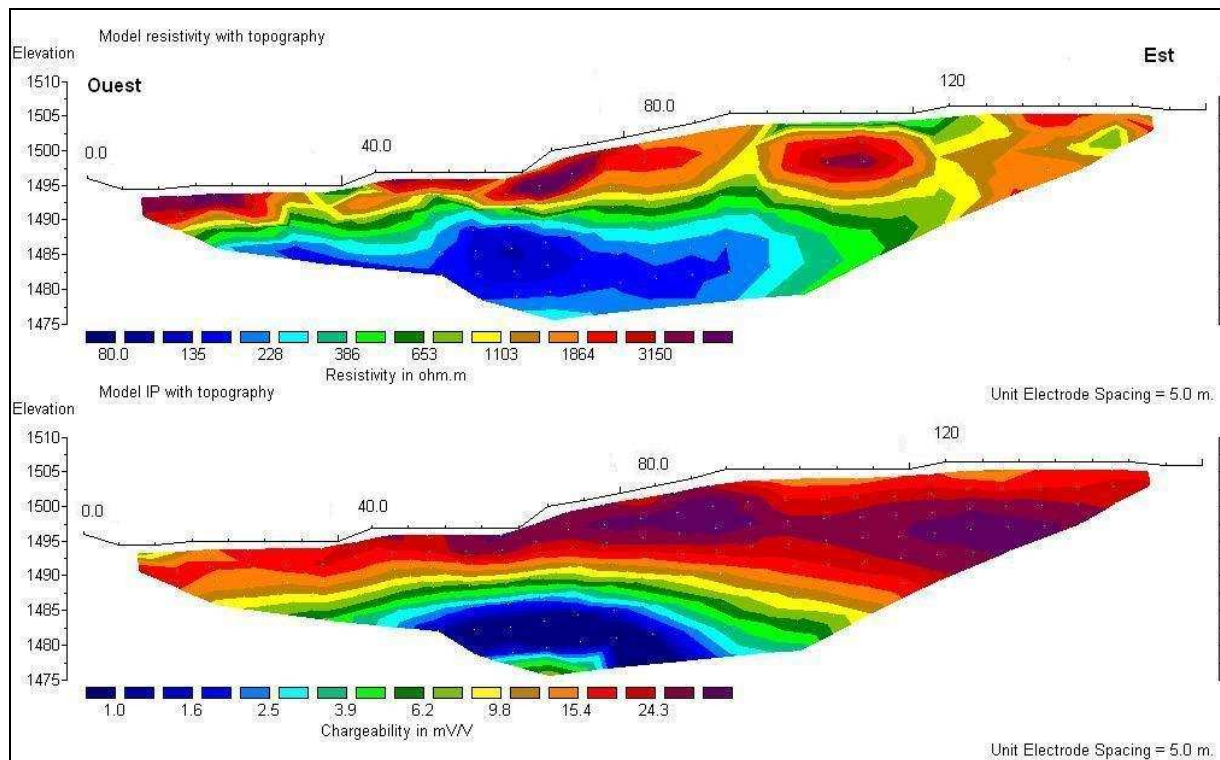 Model resistivity with topography
Elevation
Ouest
Est
1510
1505
1500
1495
1490
1485
1480
1475
0.0
40.0
80.0
120
80.0 135 228 386 653 1103 1864 3150
Resistivity in ohm.m
Unit Electrode Spacing = 5.0 m.
Model IP with topography
Elevation
1510
1505
1500
1495
1490
1485
1480
1475
0.0
40.0
80.0
120
1.0 1.6 2.5 3.9 6.2 9.8 15.4 24.3
Chargeability in mV/V
Unit Electrode Spacing = 5.0 m.